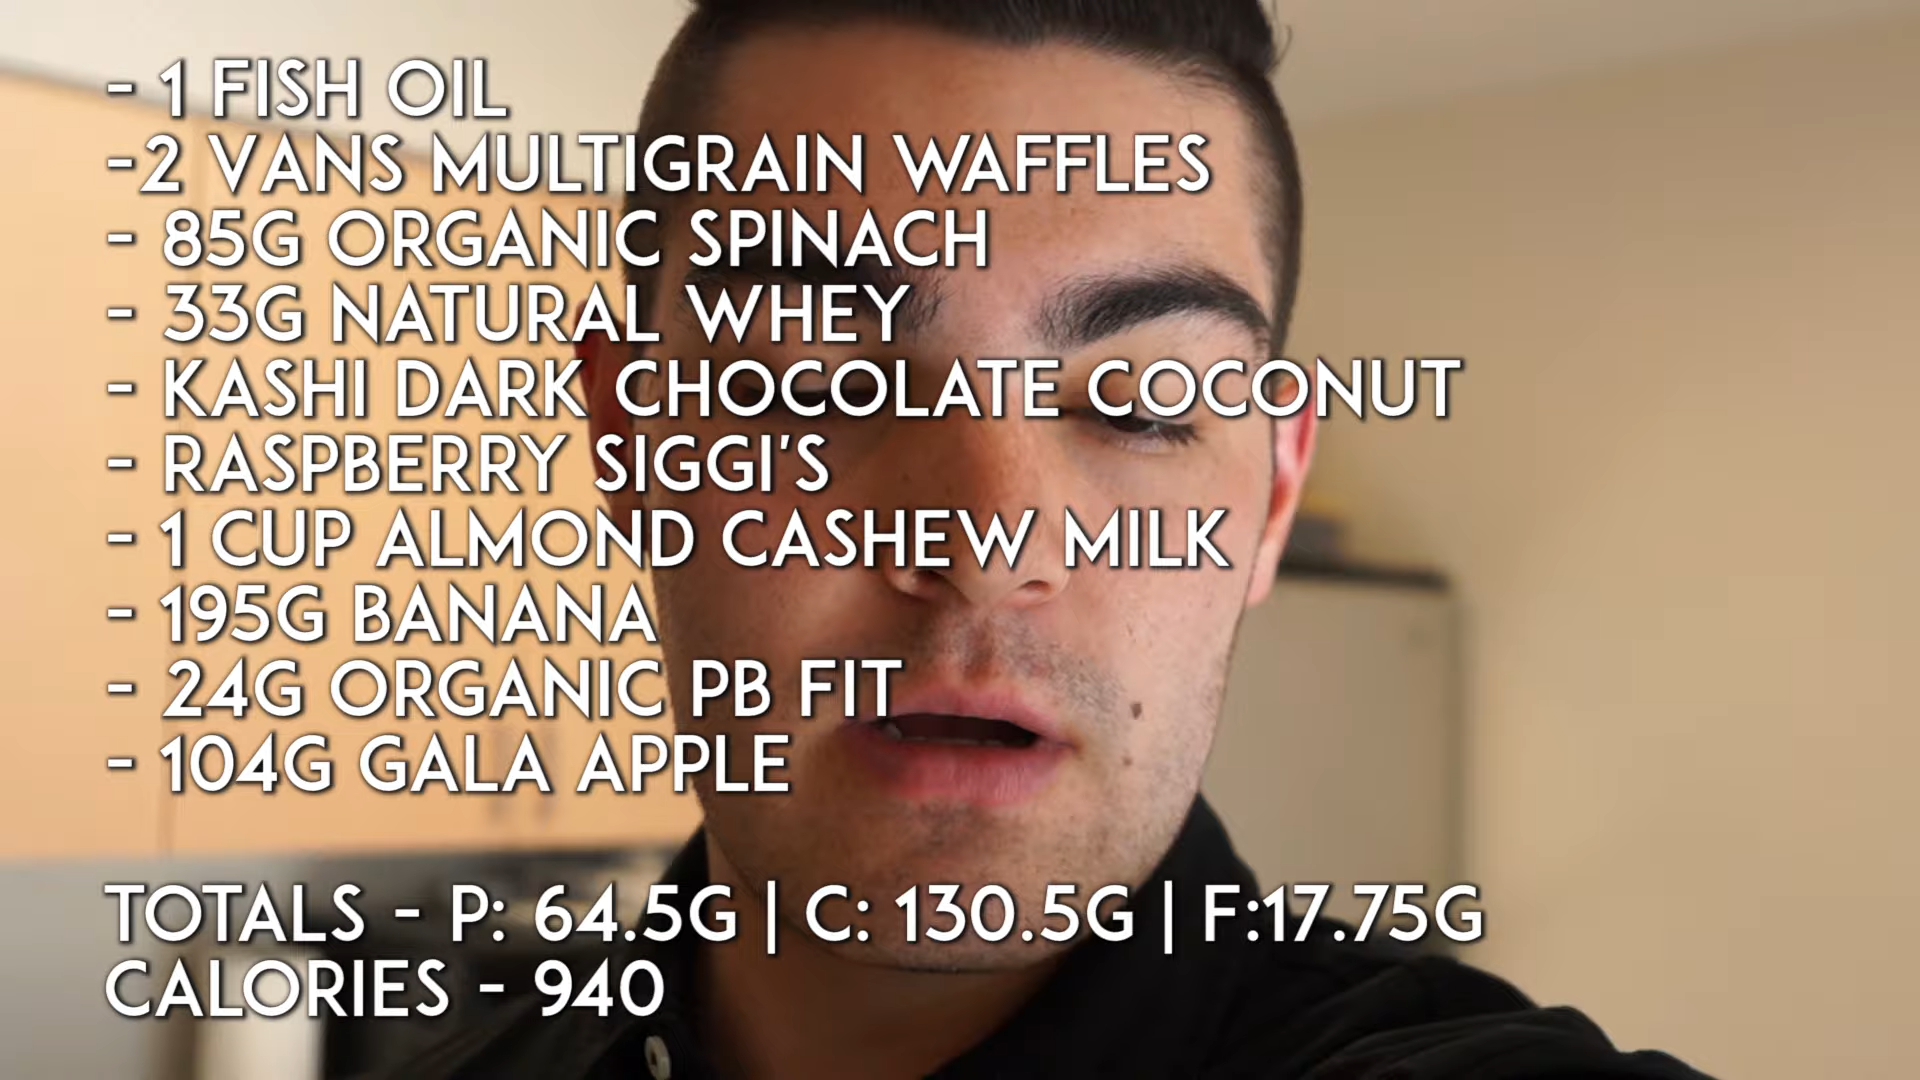 - 1 FISH OIL
-2 VANS MULTIGRAIN WAFFLES
- 85G ORGANIC SPINACH
- 33G NATURAL WHEY
- KASHI DARK CHOCOLATE COCONUT
- RASPBERRY SIGGI'S
- 1 CUP ALMOND CASHEW MILK
- 195G BANANA
- 24G ORGANIC PB FIT
- 104G GALA APPLE
TOTALS - P: 64.5G | C: 130.5G | F:17.75G
CALORIES - 940